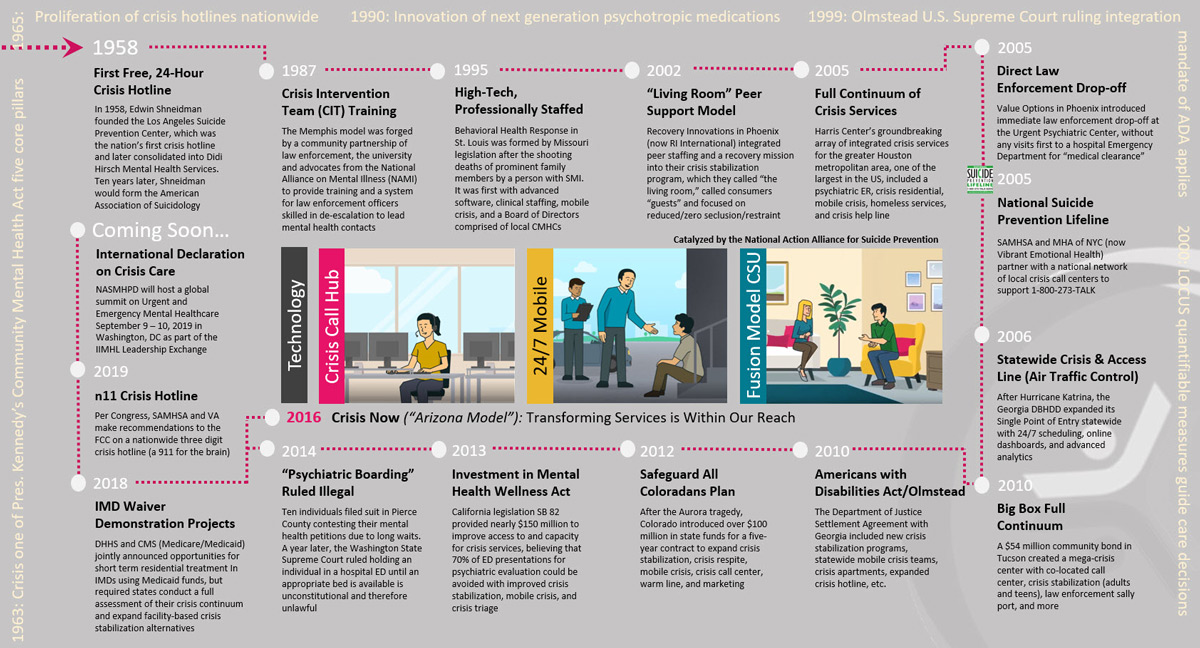 1965: Proliferation of crisis hotlines nationwide
1990: Innovation of next generation psychotropic medications
1999: Olmstead U.S. Supreme Court ruling integration
mandate of ADA applies
2000: LOCUS quantifiable measures guide care decisions
1963: Crisis one of Pres. Kennedy's Community Mental Health Act five core pillars
1958
First Free, 24-Hour
Crisis Hotline
In 1958, Edwin Shneidman
founded the Los Angeles Suicide
Prevention Center, which was
the nation's first crisis hotline
and later consolidated into Didi
Hirsch Mental Health Services.
Ten years later, Shneidman
would form the American
Association of Suicidology
1987
Crisis Intervention
Team (CIT) Training
The Memphis model was forged
by a community partnership of
law enforcement, the university
and advocates from the National
Alliance on Mental Illness (NAMI)
to provide training and a system
for law enforcement officers
skilled in de-escalation to lead
mental health contacts
1995
High-Tech,
Professionally Staffed
Behavioral Health Response in
St. Louis was formed by Missouri
legislation after the shooting
deaths of prominent family
members by a person with SMI.
It was first with advanced
software, clinical staffing, mobile
crisis, and a Board of Directors
comprised of local CMHCs
2002
“Living Room” Peer
Support Model
Recovery Innovations in Phoenix
(now RI International) integrated
peer staffing and a recovery mission
into their crisis stabilization
program, which they called “the
living room,” called consumers
“guests” and focused on
reduced/zero seclusion/restraint
2005
Full Continuum of
Crisis Services
Harris Center's groundbreaking
array of integrated crisis services
for the greater Houston
metropolitan area, one of the
largest in the US, included a
psychiatric ER, crisis residential,
mobile crisis, homeless services,
and crisis help line
2005
Direct Law
Enforcement Drop-off
Value Options in Phoenix introduced
immediate law enforcement drop-off at
the Urgent Psychiatric Center, without
any visits first to a hospital Emergency
Department for “medical clearance”
SUICIDE
PREVENTION
LIFELINE
2005
National Suicide
Prevention Lifeline
SAMHSA and MHA of NYC (now
Vibrant Emotional Health)
partner with a national network
of local crisis call centers to
support 1-800-273-TALK
2006
Statewide Crisis & Access
Line (Air Traffic Control)
After Hurricane Katrina, the
Georgia DBHDD expanded its
Single Point of Entry statewide
with 24/7 scheduling, online
dashboards, and advanced
analytics
2010
Big Box Full
Continuum
A $54 million community bond in
Tucson created a mega-crisis
center with co-located call
center, crisis stabilization (adults
and teens), law enforcement sally
port, and more
2010
Americans with
Disabilities Act/Olmstead
The Department of Justice
Settlement Agreement with
Georgia included new crisis
stabilization programs,
statewide mobile crisis teams,
crisis apartments, expanded
crisis hotline, etc.
2012
Safeguard All
Coloradans Plan
After the Aurora tragedy,
Colorado introduced over $100
million in state funds for a five-
year contract to expand crisis
stabilization, crisis respite,
mobile crisis, crisis call center,
warm line, and marketing
2013
Investment in Mental
Health Wellness Act
California legislation SB 82
provided nearly $150 million to
improve access to and capacity
for crisis services, believing that
70% of ED presentations for
psychiatric evaluation could be
avoided with improved crisis
stabilization, mobile crisis, and
crisis triage
2014
“Psychiatric Boarding”
Ruled Illegal
Ten individuals filed suit in Pierce
County contesting their mental
health petitions due to long waits.
A year later, the Washington State
Supreme Court ruled holding an
individual in a hospital ED until an
appropriate bed is available is
unconstitutional and therefore
unlawful
2016 Crisis Now (“Arizona Model”): Transforming Services is Within Our Reach
Catalyzed by the National Action Alliance for Suicide Prevention
Technology
Crisis Call Hub
24/7 Mobile
Fusion Model CSU
2018
IMD Waiver
Demonstration Projects
DHHS and CMS (Medicare/Medicaid)
jointly announced opportunities for
short term residential treatment In
IMDs using Medicaid funds, but
required states conduct a full
assessment of their crisis continuum
and expand facility-based crisis
stabilization alternatives
2019
n11 Crisis Hotline
Per Congress, SAMHSA and VA
make recommendations to the
FCC on a nationwide three digit
crisis hotline (a 911 for the brain)
Coming Soon...
International Declaration
on Crisis Care
NASMHPD will host a global
summit on Urgent and
Emergency Mental Healthcare
September 9 – 10, 2019 in
Washington, DC as part of the
IIMHL Leadership Exchange